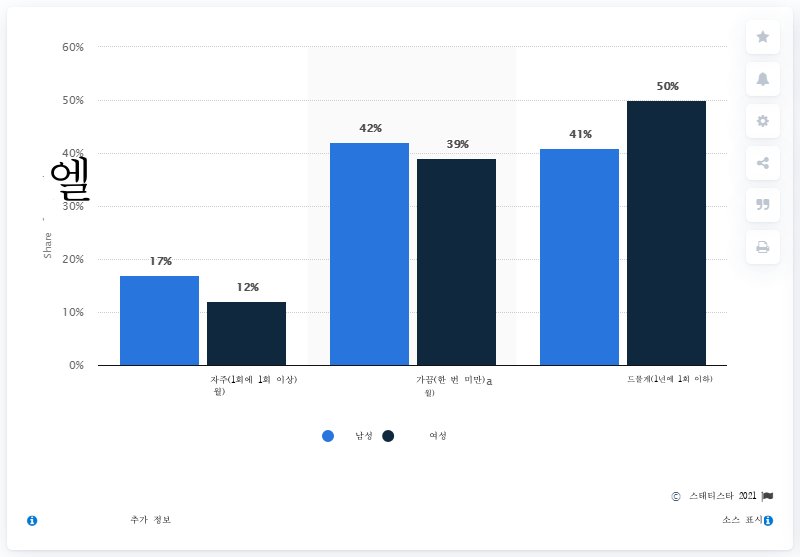 60%
50%
50%
42%
41%
39%
40%
엘
30%
Share
20%
17%
12%
10%
0%
자주(1회에 1회 이상)
월)
가끔(한 번 미만)a
월)
드물게(1년에 1회 이하)
남성
여성
© 스태티스타 2021
추가 정보
소스 표시